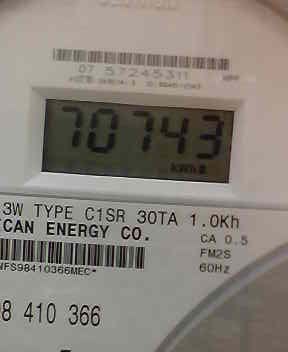 07 57245311
70743
KWh
3W TYPE C1SR 30TA 1.0Kh
CAN ENERGY CO.
CA 0.5
FM2S
60Hz
WFS98410366MEC*
8 410 366